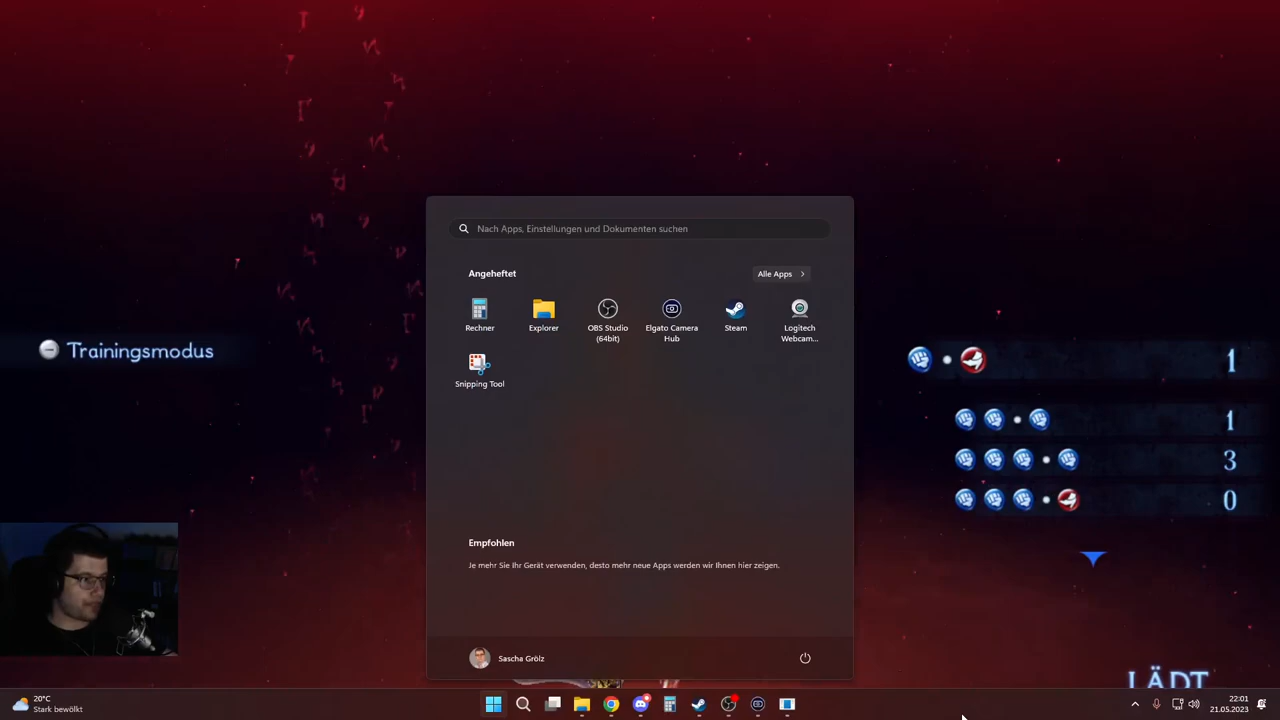 Nach Apps, Einstellungen und Dokumenten suchen
Angeheftet
Alle Apps
Rechner
Explorer
OBS Studio
(64bit)
Elgato Camera
Hub
Steam
Logitech
Webcam...
Snipping Tool
Trainingsmodus
1
1
3
0
Empfohlen
Je mehr Sie Ihr Gerät verwenden, desto mehr neue Apps werden wir Ihnen hier zeigen.
Sascha Grölz
LÄDT
20°C
Stark bewölkt
22:01
21.05.2023